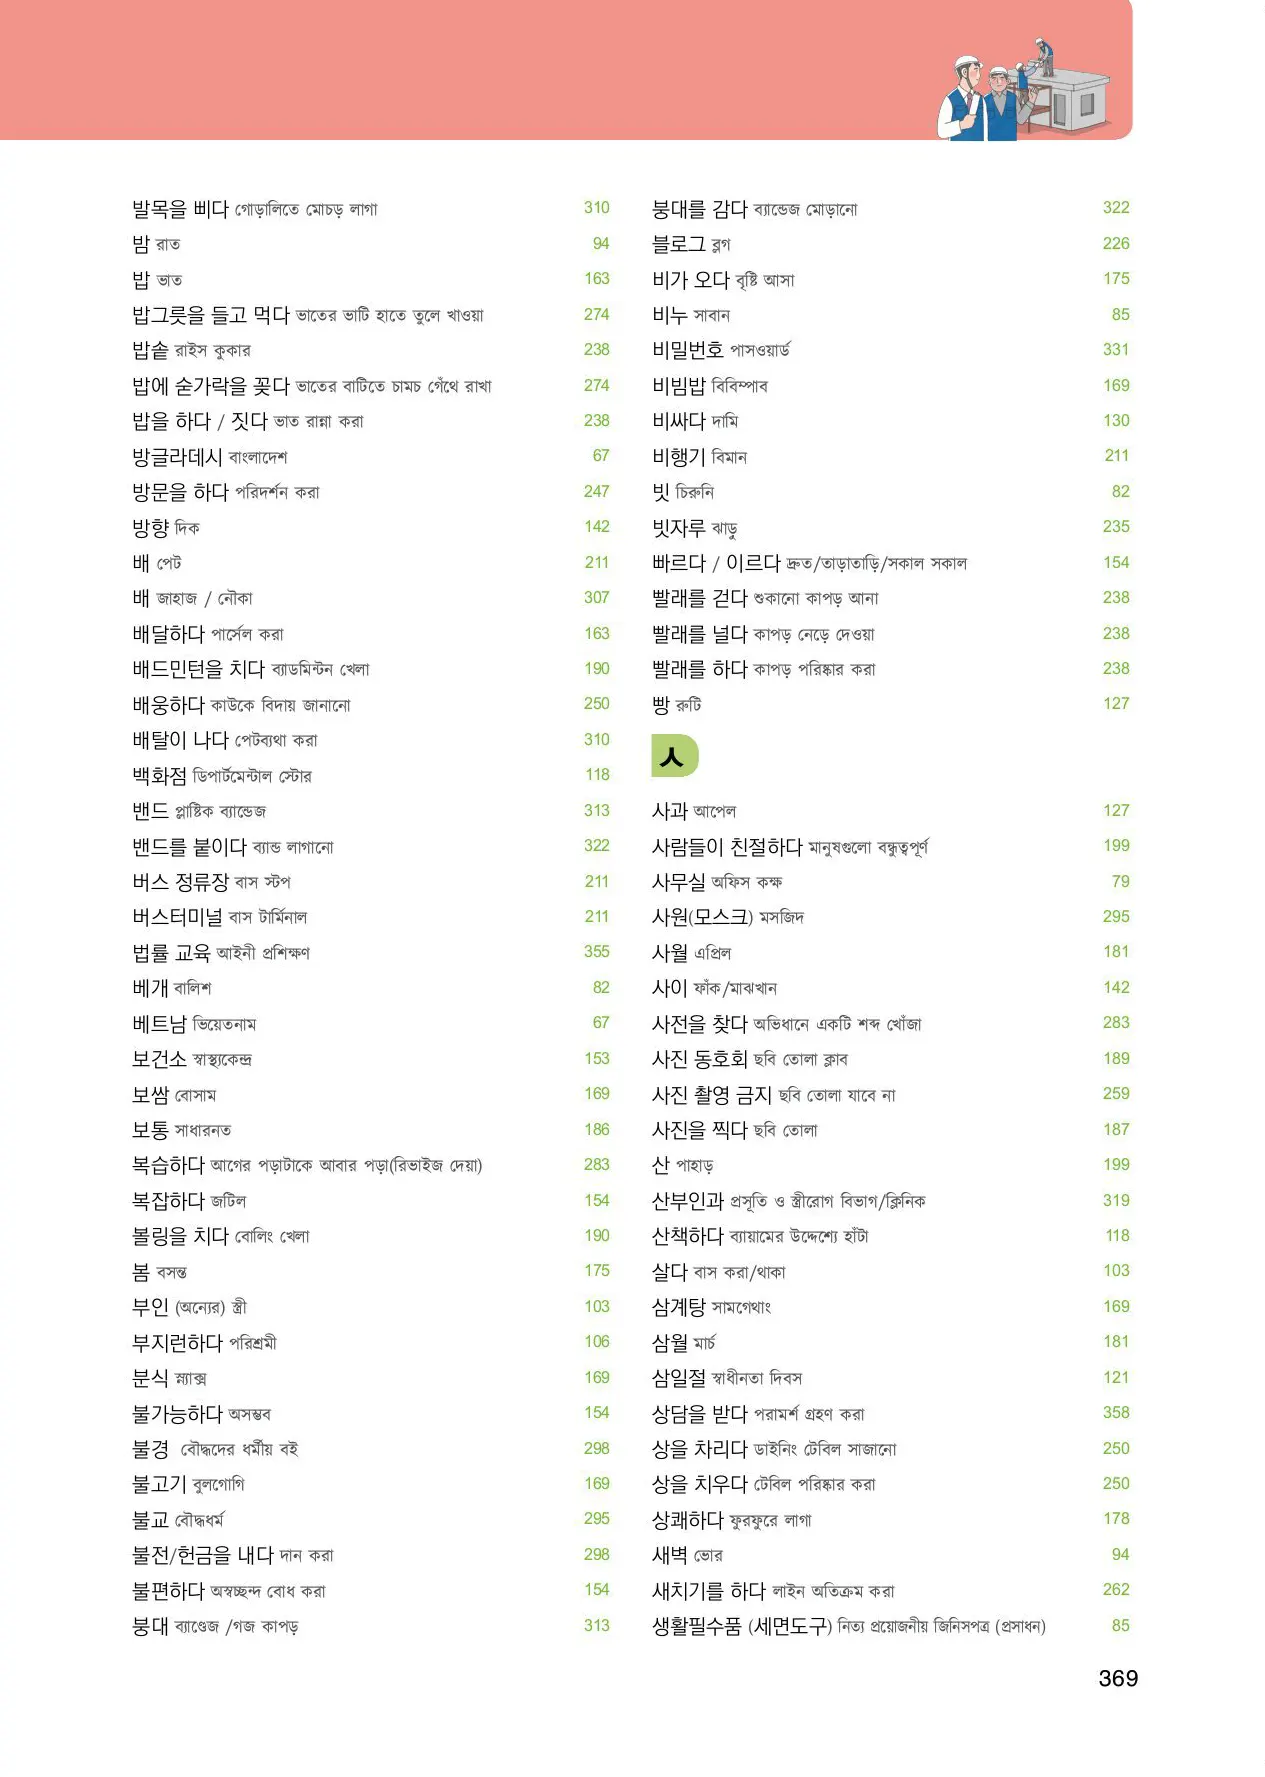 발목을 삐다 গোড়ালিতে মোচড় লাগা 310
밤 রাত 94
밥 ভাত 163
밥그릇을 들고 먹다 ভাতের ভাটি হাতে তুলে খাওয়া 274
밥솥 রাইস কুকার 238
밥에 숟가락을 꽂다 ভাতের বাটিতে চামচ গেঁথে রাখা 274
밥을 하다 / 짓다 ভাত রান্না করা 238
방글라데시 বাংলাদেশ 67
방문을 하다 পরিদর্শন করা 247
방향 দিক 142
배 পেট 211
배 জাহাজ / নৌকা 307
배달하다 পার্সেল করা 163
배드민턴을 치다 ব্যাডমিন্টন খেলা 190
배웅하다 কাউকে বিদায় জানানো 250
배탈이 나다 পেটব্যথা করা 310
백화점 ডিপার্টমেন্টাল স্টোর 118
밴드 প্লাষ্টিক ব্যান্ডেজ 313
밴드를 붙이다 ব্যান্ড লাগানো 322
버스 정류장 বাস স্টপ 211
버스터미널 বাস টার্মিনাল 211
법률 교육 আইনী প্রশিক্ষণ 355
베개 বালিশ 82
베트남 ভিয়েতনাম 67
보건소 স্বাস্থ্যকেন্দ্র 153
보쌈 বোসাম 169
보통 সাধারনত 186
복습하다 আগের পড়াটাকে আবার পড়া(রিভাইজ দেয়া) 283
복잡하다 জটিল 154
볼링을 치다 বোলিং খেলা 190
봄 বসন্ত 175
부인 (অন্যের) স্ত্রী 103
부지런하다 পরিশ্রমী 106
분식 স্ন্যাক্স 169
불가능하다 অসম্ভব 154
불경 বৌদ্ধদের ধর্মীয় বই 298
불고기 বুলগোগি 169
불교 বৌদ্ধধর্ম 295
불전/헌금을 내다 দান করা 298
불편하다 অস্বচ্ছন্দ বোধ করা 154
붕대 ব্যাণ্ডেজ /গজ কাপড় 313
붕대를 감다 ব্যান্ডেজ মোড়ানো 322
블로그 ব্লগ 226
비가 오다 বৃষ্টি আসা 175
비누 সাবান 85
비밀번호 পাসওয়ার্ড 331
비빔밥 বিবিম্পাব 169
비싸다 দামি 130
비행기 বিমান 211
빗 চিরুনি 82
빗자루 ঝাড়ু 235
빠르다 / 이르다 দ্রুত/তাড়াতাড়ি/সকাল সকাল 154
빨래를 걷다 শুকানো কাপড় আনা 238
빨래를 널다 কাপড় নেড়ে দেওয়া 238
빨래를 하다 কাপড় পরিষ্কার করা 238
빵 রুটি 127
ㅅ
사과 আপেল 127
사람들이 친절하다 মানুষগুলো বন্ধুত্বপূর্ণ 199
사무실 অফিস কক্ষ 79
사원(모스크) মসজিদ 295
사월 এপ্রিল 181
사이 ফাঁক/মাঝখান 142
사전을 찾다 অভিধানে একটি শব্দ খোঁজা 283
사진 동호회 ছবি তোলা ক্লাব 189
사진 촬영 금지 ছবি তোলা যাবে না 259
사진을 찍다 ছবি তোলা 187
산 পাহাড় 199
산부인과 প্রসূতি ও স্ত্রীরোগ বিভাগ/ক্লিনিক 319
산책하다 ব্যায়ামের উদ্দেশ্যে হাঁটা 118
살다 বাস করা/থাকা 103
삼계탕 সামগেথাং 169
삼월 মার্চ 181
삼일절 স্বাধীনতা দিবস 121
상담을 받다 পরামর্শ গ্রহণ করা 358
상을 차리다 ডাইনিং টেবিল সাজানো 250
상을 치우다 টেবিল পরিষ্কার করা 250
상쾌하다 ফুরফুরে লাগা 178
새벽 ভোর 94
새치기를 하다 লাইন অতিক্রম করা 262
생활필수품 (세면도구) নিত্য প্রয়োজনীয় জিনিসপত্র (প্রসাধন) 85
369